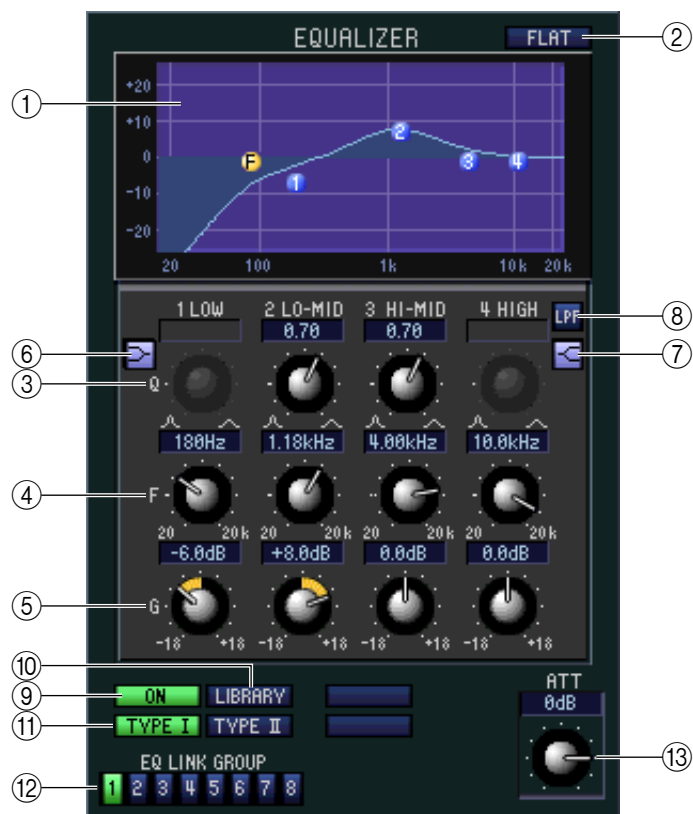 EQUALIZER FLAT ②
① +20
+10
0 F 1 2 3 4
-10
-20
20 100 1k 10k 20k
1 LOW 2 LO-MID 3 HI-MID 4 HIGH LPF ⑧
0.70 0.70
⑥ ⑦
③ Q
180Hz 1.18kHz 4.00kHz 10.0kHz
④ F
20 20k 20 20k 20 20k 20 20k
-6.0dB +8.0dB 0.0dB 0.0dB
⑤ G
-18 +18 -18 +18 -18 +18 -18 +18
⑩
⑨ ON LIBRARY
⑪ TYPE I TYPE II
ATT
0dB
⑬
EQ LINK GROUP
⑫ 1 2 3 4 5 6 7 8